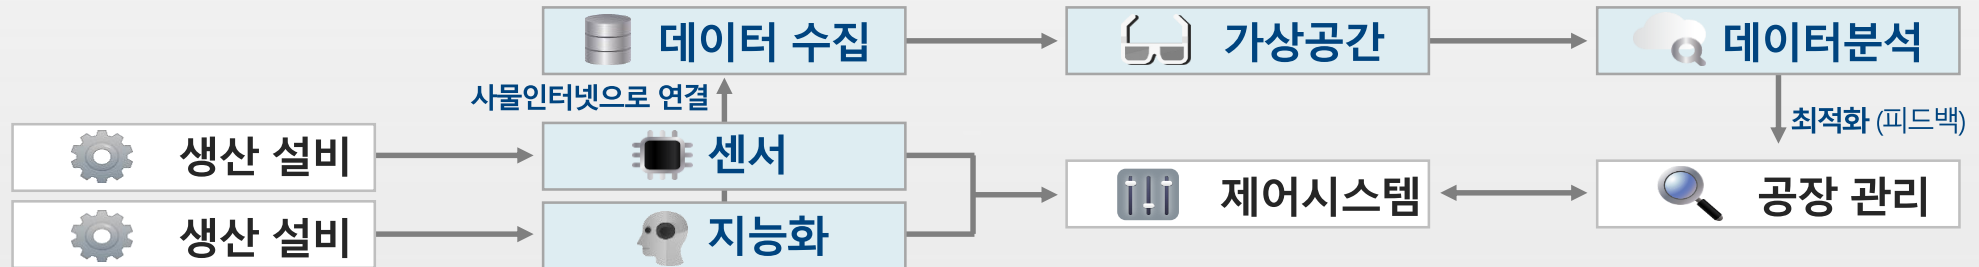 데이터 수집
가상공간
데이터분석
사물인터넷으로 연결
최적화 (피드백)
생산 설비
센서
제어시스템
공장 관리
생산 설비
지능화